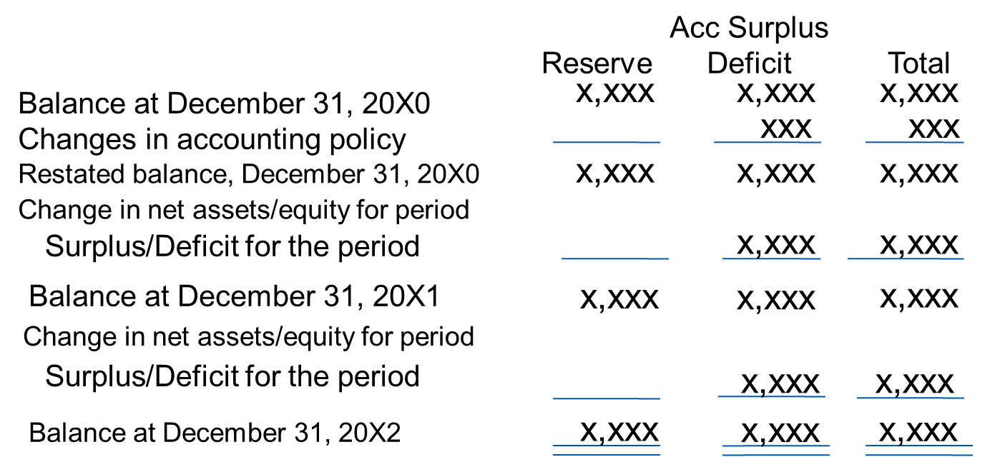 Acc Surplus
Reserve Deficit Total
Balance at December 31, 20X0 x,xxx x,xxx x,xxx
Changes in accounting policy xxx xxx
Restated balance, December 31, 20X0 x,xxx x,xxx x,xxx
Change in net assets/equity for period
Surplus/Deficit for the period x,xxx x,xxx
Balance at December 31, 20X1 x,xxx x,xxx x,xxx
Change in net assets/equity for period
Surplus/Deficit for the period x,xxx x,xxx
Balance at December 31, 20X2 x,xxx x,xxx x,xxx